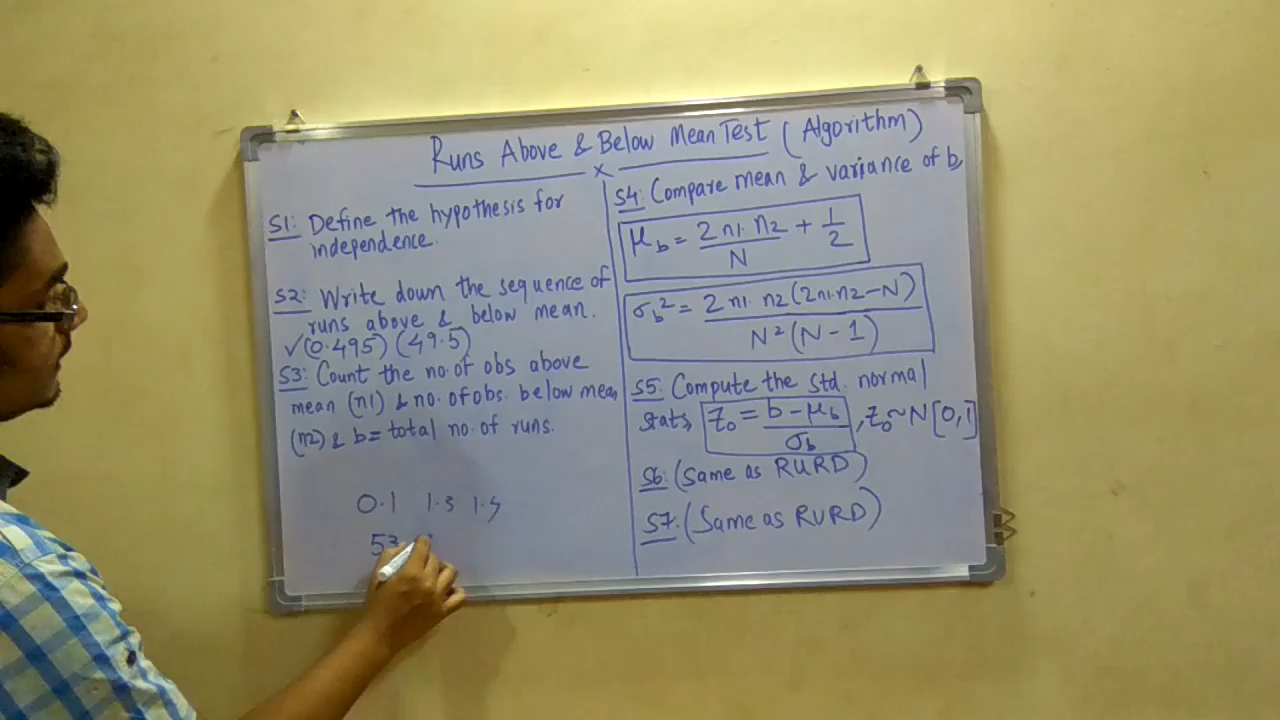 Runs Above & Below Mean Test (Algorithm)
x
S1: Define the hypothesis for
independence.
S2: Write down the sequence of
runs above & below mean.
✓(0.495) (49.5)
S3: Count the no. of obs above
mean (n1) & no. of obs. below mean
(n2) & b = total no. of runs.
0.1 1.3 1.5
53
S4: Compare mean & variance of b,
μb = 2 n1. n2 / N + 1/2
σb² = 2 n1. n2 (2 n1. n2 - N) / N² (N - 1)
S5: Compute the Std. normal
stats, Z0 = b - μb / σb , Z0 ~ N [0,1]
S6: (Same as RURD)
S7: (Same as RURD)